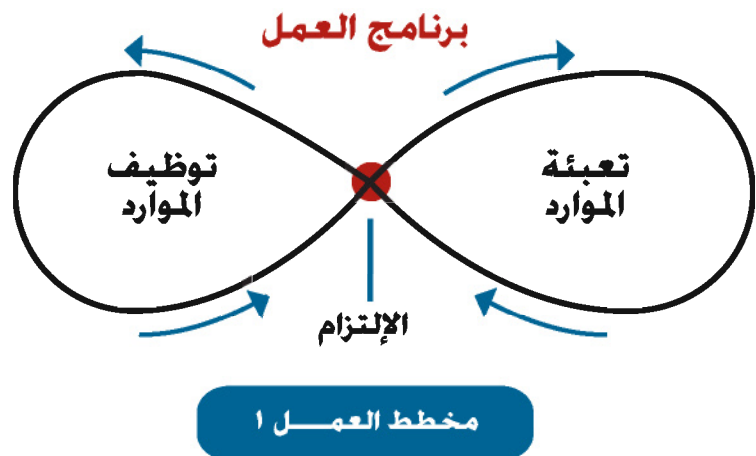 برنامج العمل
تعبئة
الموارد
توظيف
الموارد
الإلتزام
مخطط العمـــل ١